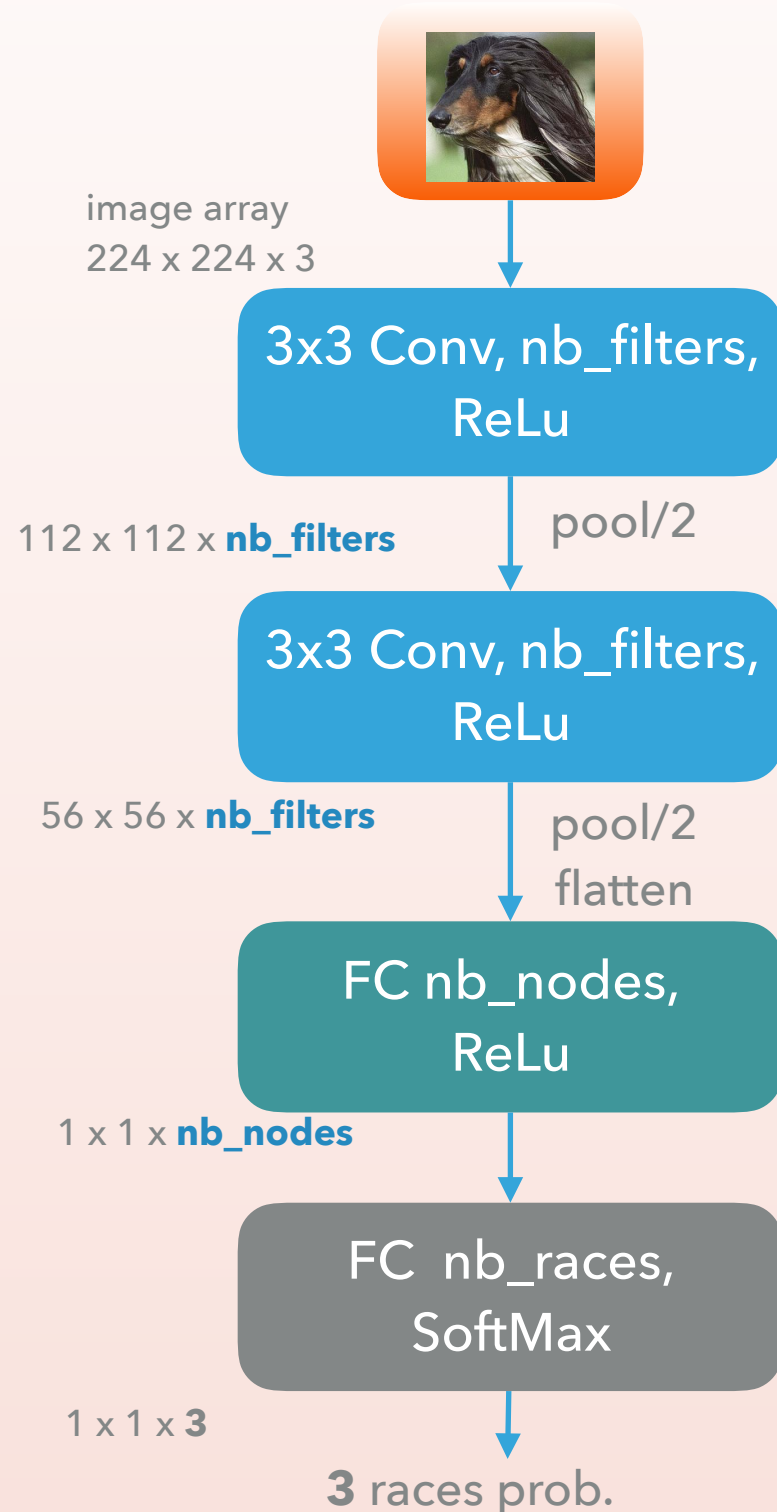 image array
224 x 224 x 3
3x3 Conv, nb_filters,
ReLu
112 x 112 x nb_filters
pool/2
3x3 Conv, nb_filters,
ReLu
56 x 56 x nb_filters
pool/2
flatten
FC nb_nodes,
ReLu
1 x 1 x nb_nodes
FC nb_races,
SoftMax
1 x 1 x 3
3 races prob.